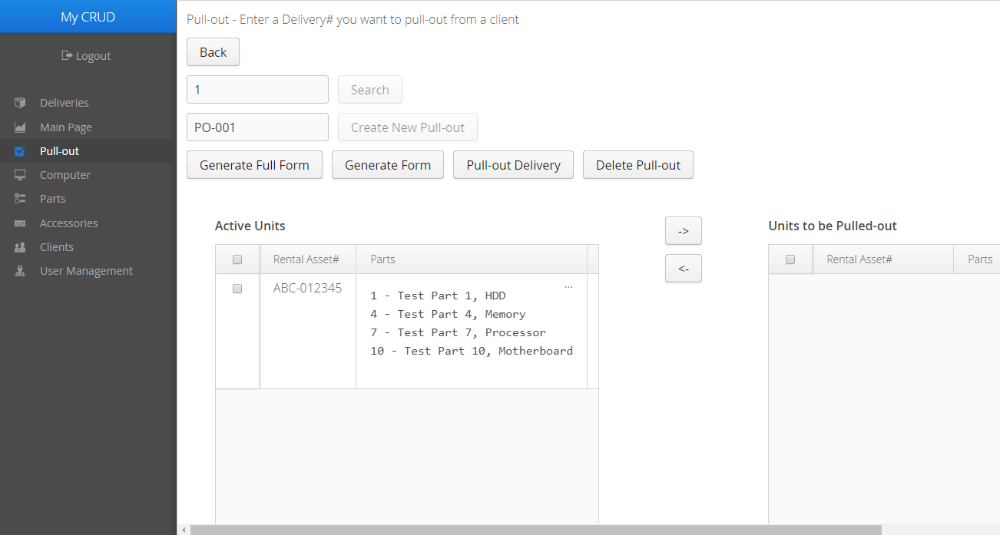 My CRUD
Logout
Deliveries
Main Page
Pull-out
Computer
Parts
Accessories
Clients
User Management
Pull-out - Enter a Delivery# you want to pull-out from a client
Back
1 Search
PO-001 Create New Pull-out
Generate Full Form Generate Form Pull-out Delivery Delete Pull-out
Active Units
Rental Asset# Parts
ABC-012345 ...
1 - Test Part 1, HDD
4 - Test Part 4, Memory
7 - Test Part 7, Processor
10 - Test Part 10, Motherboard
->
<-
Units to be Pulled-out
Rental Asset# Parts